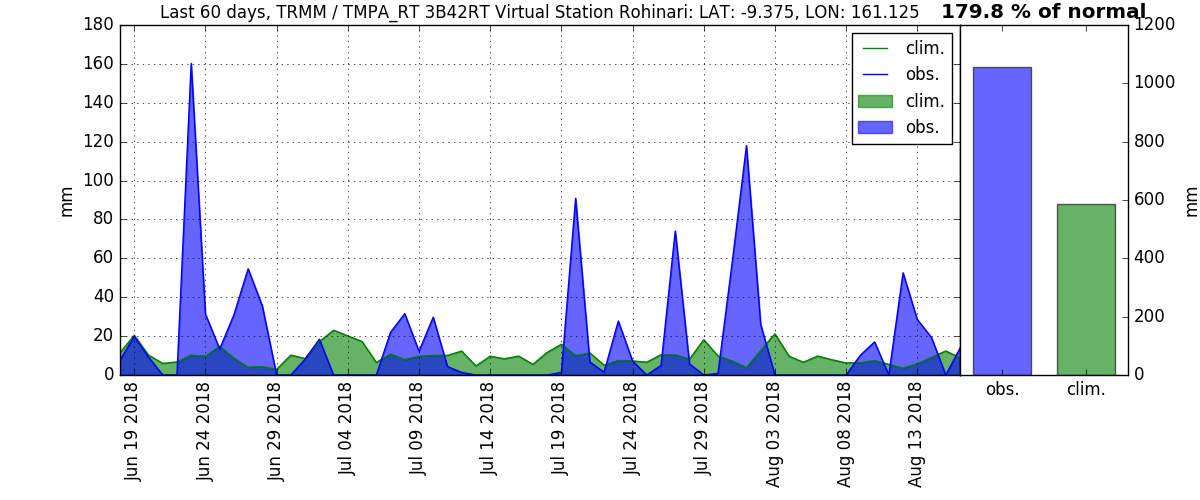 Last 60 days, TRMM / TMPA_RT 3B42RT Virtual Station Rohinari: LAT: -9.375, LON: 161.125
179.8 % of normal
180
160
140
120
100
80
60
40
20
0
mm
clim.
obs.
clim.
obs.
Jun 19 2018
Jun 24 2018
Jun 29 2018
Jul 04 2018
Jul 09 2018
Jul 14 2018
Jul 19 2018
Jul 24 2018
Jul 29 2018
Aug 03 2018
Aug 08 2018
Aug 13 2018
1200
1000
800
600
400
200
0
mm
obs.
clim.